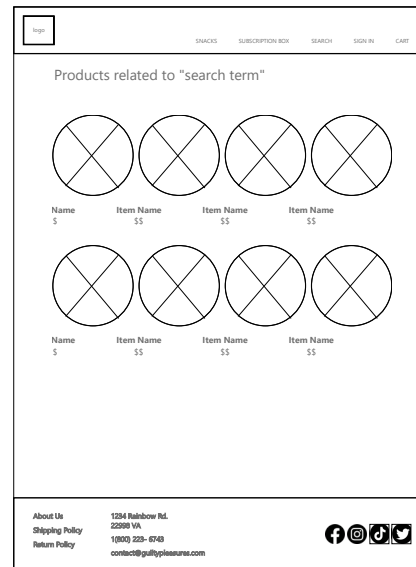 logo
SNACKS SUBSCRIPTION BOX SEARCH SIGN IN CART
Products related to "search term"
Name Item Name Item Name Item Name
$ $$ $$ $$
Name Item Name Item Name Item Name
$ $$ $$ $$
About Us
Shipping Policy
Return Policy
1234 Rainbow Rd.
22998 VA
1(800) 223- 6743
contact@guiltypleasures.com